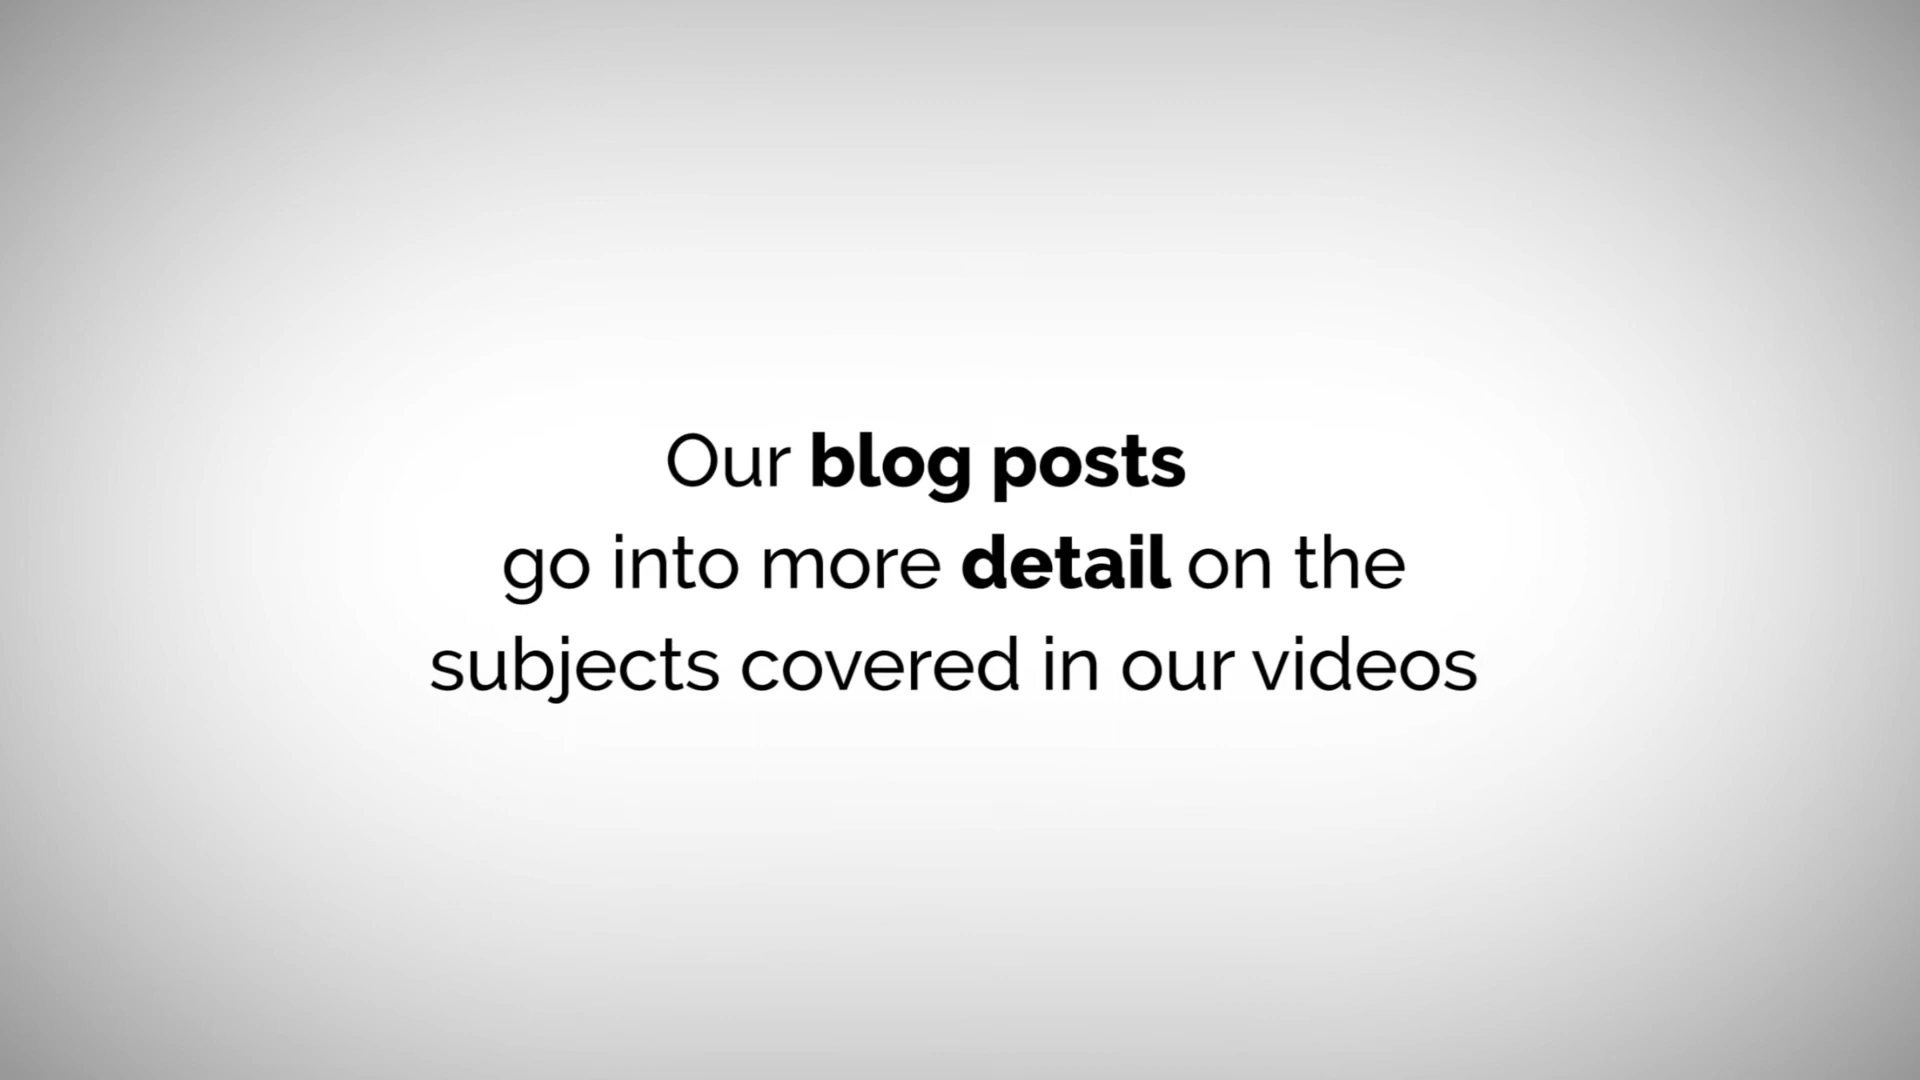 Our blog posts
go into more detail on the
subjects covered in our videos